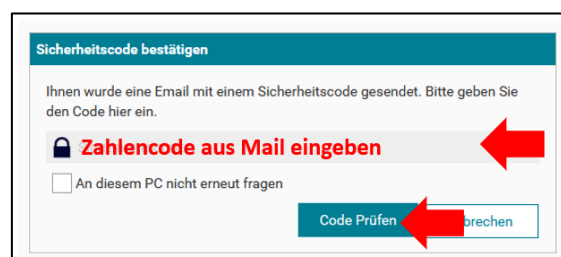 Sicherheitscode bestätigen
Ihnen wurde eine Email mit einem Sicherheitscode gesendet. Bitte geben Sie
den Code hier ein.
Zahlencode aus Mail eingeben
An diesem PC nicht erneut fragen
Code Prüfen
brechen